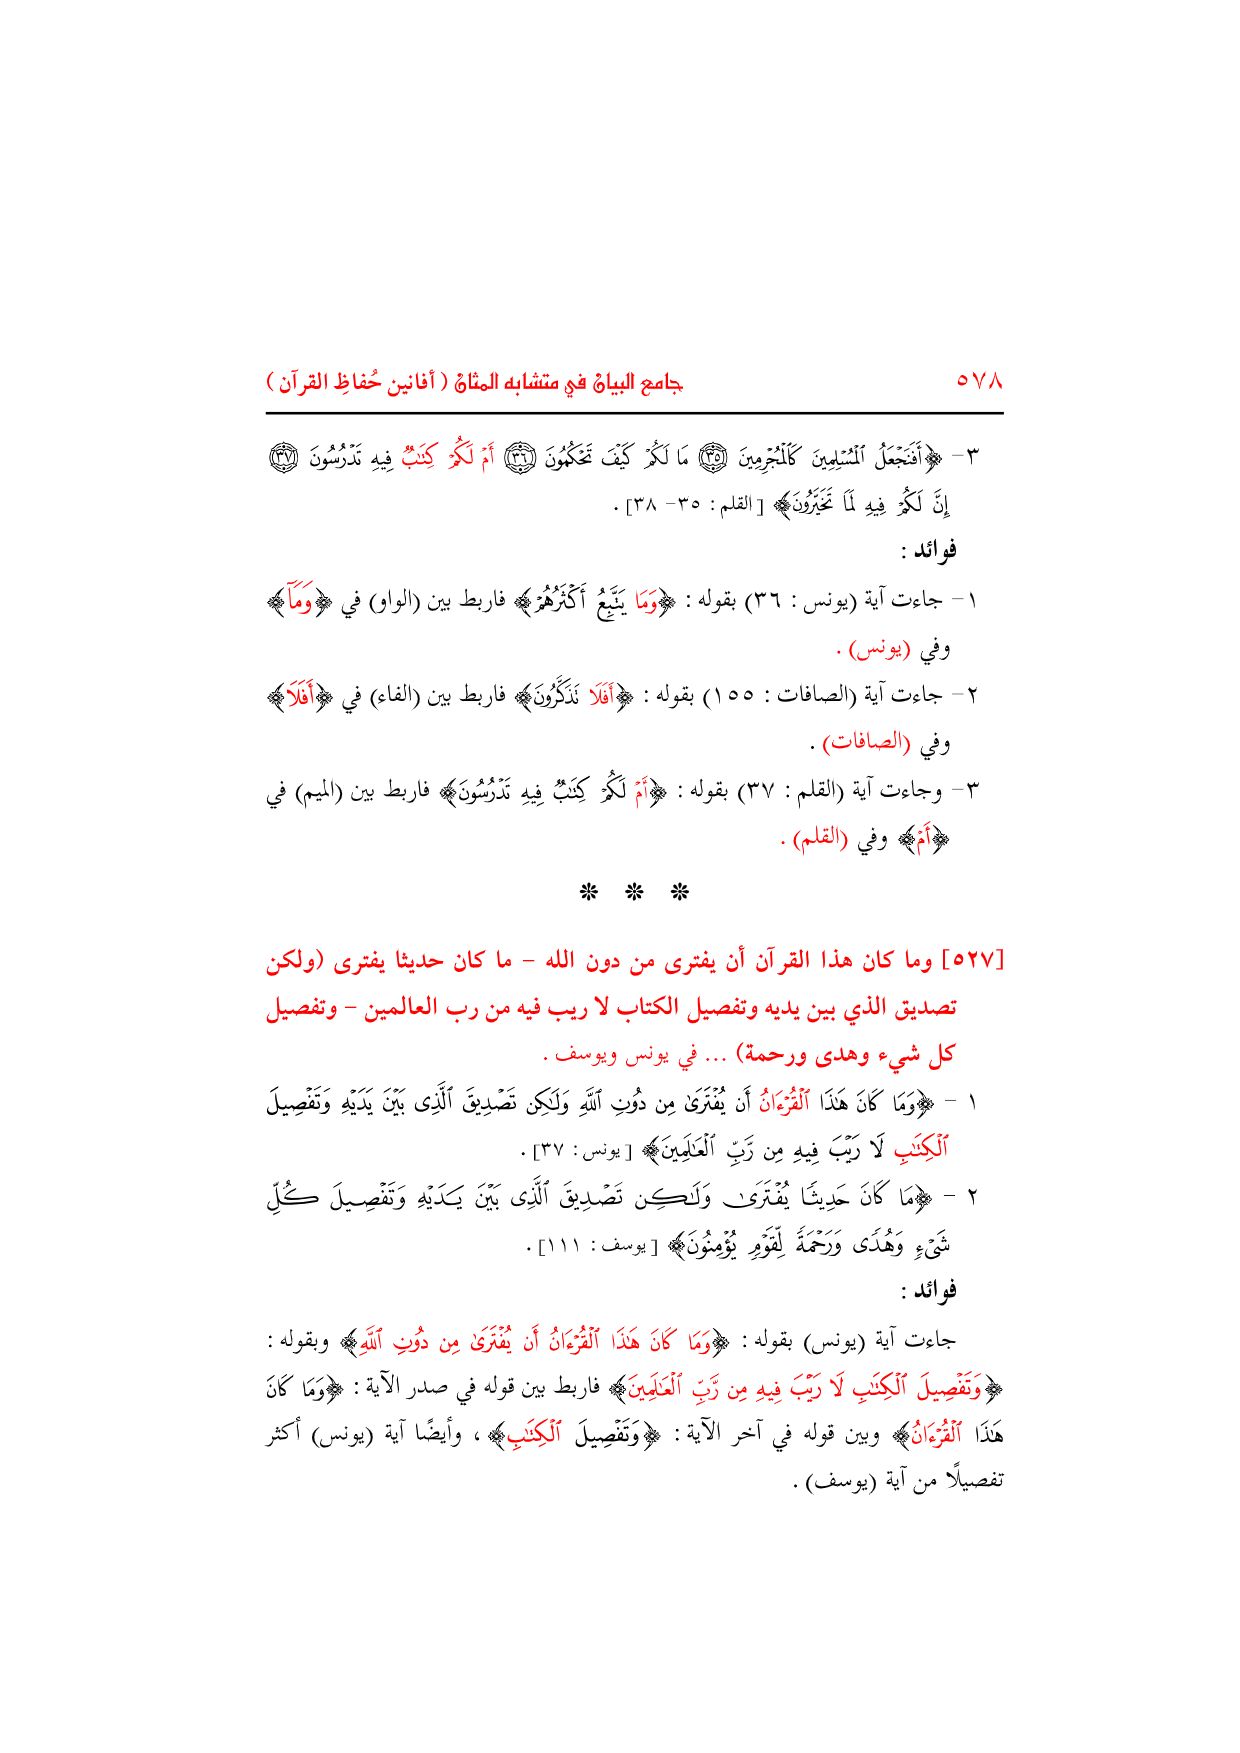 ٥٧٨ جامع البيان في متشابه المثان ( أفانين حُفاظِ القرآن )
٣- ﴿أَفَنَجْعَلُ ٱلْمُسْلِمِينَ كَٱلْمُجْرِمِينَ ٣٥ مَا لَكُمْ كَيْفَ تَحْكُمُونَ ٣٦ أَمْ لَكُمْ كِتَٰبٌ فِيهِ تَدْرُسُونَ ٣٧
إِنَّ لَكُمْ فِيهِ لَمَا تَخَيَّرُونَ﴾ [ القلم : ٣٥- ٣٨] .
فوائد :
١- جاءت آية (يونس : ٣٦) بقوله : ﴿وَمَا يَتَّبِعُ أَكْثَرُهُمْ﴾ فاربط بين (الواو) في ﴿وَمَآ﴾
وفي (يونس) .
٢- جاءت آية (الصافات : ١٥٥) بقوله : ﴿أَفَلَا تَذَكَّرُونَ﴾ فاربط بين (الفاء) في ﴿أَفَلَا﴾
وفي (الصافات) .
٣- وجاءت آية (القلم : ٣٧) بقوله : ﴿أَمْ لَكُمْ كِتَٰبٌ فِيهِ تَدْرُسُونَ﴾ فاربط بين (الميم) في
﴿أَمْ﴾ وفي (القلم) .
❊ ❊ ❊
[٥٢٧] وما كان هذا القرآن أن يفترى من دون الله – ما كان حديثا يفترى (ولكن
تصديق الذي بين يديه وتفصيل الكتاب لا ريب فيه من رب العالمين – وتفصيل
كل شيء وهدى ورحمة) ... في يونس ويوسف .
١ - ﴿وَمَا كَانَ هَٰذَا ٱلْقُرْءَانُ أَن يُفْتَرَىٰ مِن دُونِ ٱللَّهِ وَلَٰكِن تَصْدِيقَ ٱلَّذِى بَيْنَ يَدَيْهِ وَتَفْصِيلَ
ٱلْكِتَٰبِ لَا رَيْبَ فِيهِ مِن رَّبِّ ٱلْعَٰلَمِينَ﴾ [ يونس : ٣٧] .
٢ - ﴿مَا كَانَ حَدِيثًا يُفْتَرَىٰ وَلَٰكِن تَصْدِيقَ ٱلَّذِى بَيْنَ يَدَيْهِ وَتَفْصِيلَ كُلِّ
شَىْءٍ وَهُدًى وَرَحْمَةً لِّقَوْمٍ يُؤْمِنُونَ﴾ [ يوسف : ١١١] .
فوائد :
جاءت آية (يونس) بقوله : ﴿وَمَا كَانَ هَٰذَا ٱلْقُرْءَانُ أَن يُفْتَرَىٰ مِن دُونِ ٱللَّهِ﴾ وبقوله :
﴿وَتَفْصِيلَ ٱلْكِتَٰبِ لَا رَيْبَ فِيهِ مِن رَّبِّ ٱلْعَٰلَمِينَ﴾ فاربط بين قوله في صدر الآية : ﴿وَمَا كَانَ
هَٰذَا ٱلْقُرْءَانُ﴾ وبين قوله في آخر الآية : ﴿وَتَفْصِيلَ ٱلْكِتَٰبِ﴾ ، وأيضًا آية (يونس) أكثر
تفصيلًا من آية (يوسف) .